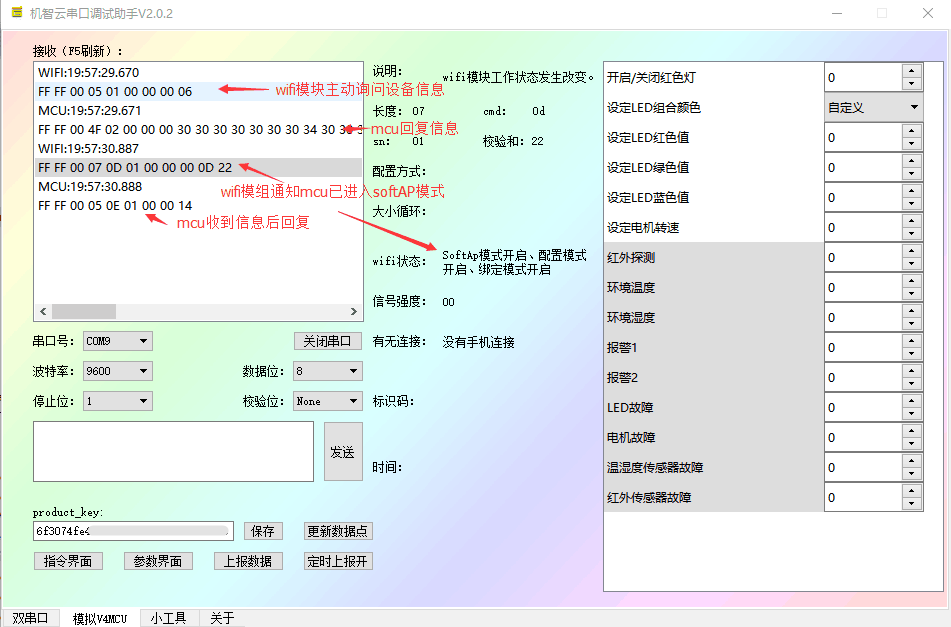 机智云串口调试助手V2.0.2
接收（F5刷新）:
WIFI:19:57:29.670
FF FF 00 05 01 00 00 00 06
wifi模块主动询问设备信息
MCU:19:57:29.671
FF FF 00 4F 02 00 00 00 30 30 30 30 30 30 30 34 30 3
mcu回复信息
WIFI:19:57:30.887
FF FF 00 07 0D 01 00 00 00 0D 22
MCU:19:57:30.888
wifi模组通知mcu已进入softAP模式
FF FF 00 05 0E 01 00 00 14
mcu收到信息后回复
说明:
wifi模块工作状态发生改变。
长度: 07
cmd: 0d
sn: 01
校验和: 22
配置方式:
大小循环:
wifi状态:
SoftAp模式开启、配置模式
开启、绑定模式开启
信号强度: 00
有无连接: 没有手机连接
标识码:
时间:
串口号: COM9
关闭串口
波特率: 9600
数据位: 8
停止位: 1
校验位: None
发送
product_key:
6f3074fe
保存
更新数据点
指令界面
参数界面
上报数据
定时上报开
开启/关闭红色灯 0
设定LED组合颜色 自定义
设定LED红色值 0
设定LED绿色值 0
设定LED蓝色值 0
设定电机转速 0
红外探测 0
环境温度 0
环境湿度 0
报警1 0
报警2 0
LED故障 0
电机故障 0
温湿度传感器故障 0
红外传感器故障 0
双串口
模拟V4MCU
小工具
关于